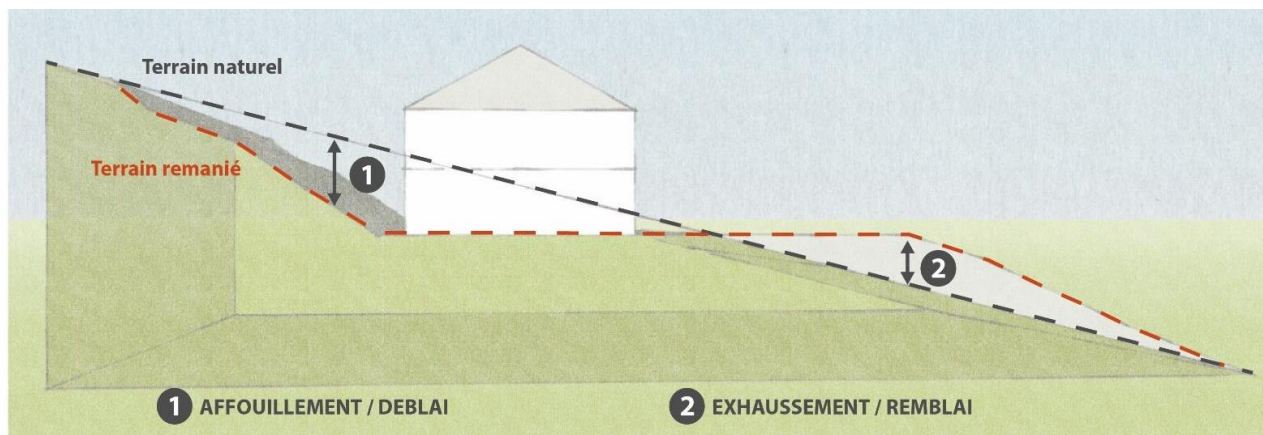 Terrain naturel
Terrain remanié
1
2
1 AFFOUILLEMENT / DEBLAI
2 EXHAUSSEMENT / REMBLAI